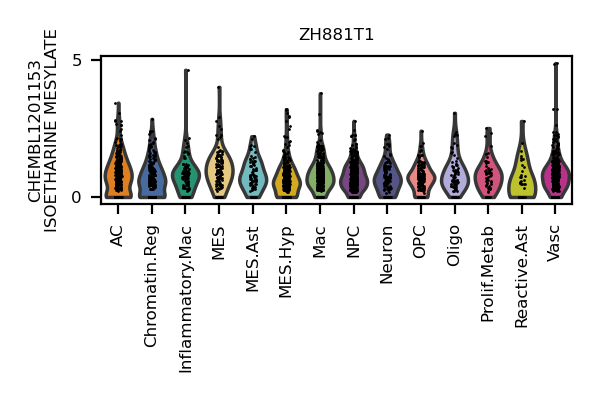 ZH881T1
CHEMBL1201153
ISOETHARINE MESYLATE
5
0
AC
Chromatin.Reg
Inflammatory.Mac
MES
MES.Ast
MES.Hyp
Mac
NPC
Neuron
OPC
Oligo
Prolif.Metab
Reactive.Ast
Vasc